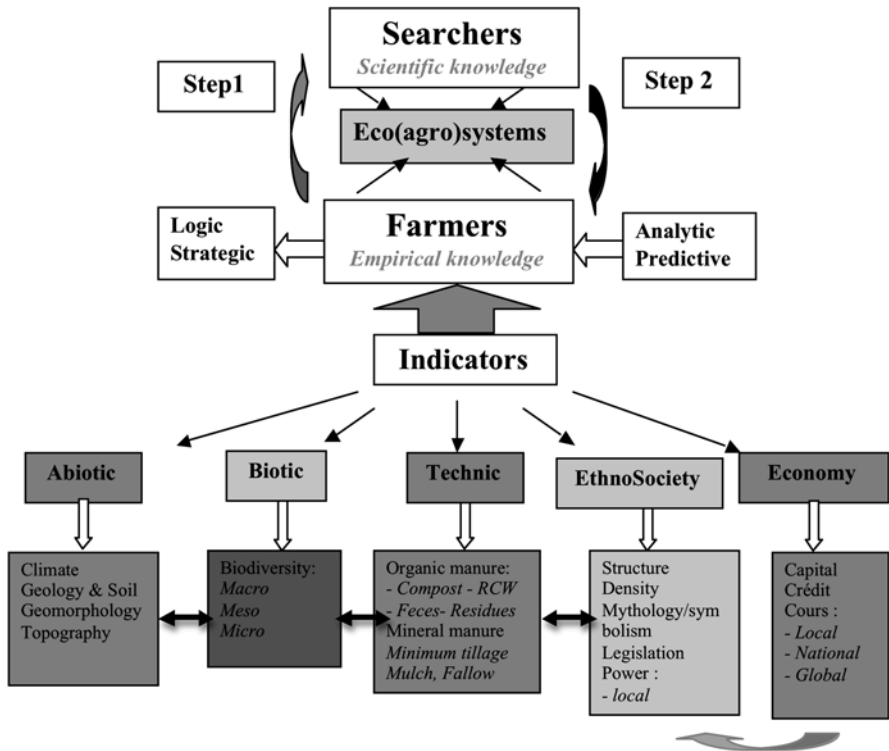 Searchers
Scientific knowledge
Step1
Step 2
Eco(agro)systems
Logic
Strategic
Farmers
Empirical knowledge
Analytic
Predictive
Indicators
Abiotic
Biotic
Technic
EthnoSociety
Economy
Climate
Geology & Soil
Geomorphology
Topography
Biodiversity:
Macro
Meso
Micro
Organic manure:
- Compost - RCW
- Feces- Residues
Mineral manure
Minimum tillage
Mulch, Fallow
Structure
Density
Mythology/sym
bolism
Legislation
Power :
- local
Capital
Crédit
Cours :
- Local
- National
- Global